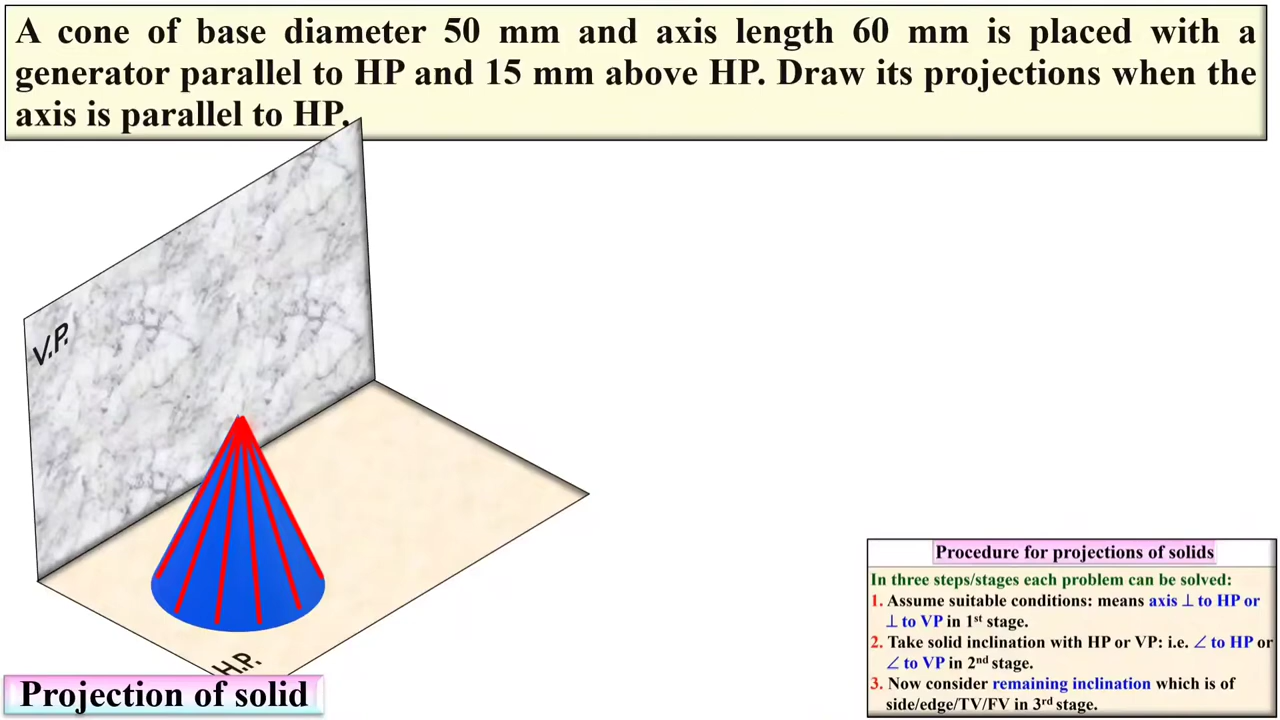 A cone of base diameter 50 mm and axis length 60 mm is placed with a
generator parallel to HP and 15 mm above HP. Draw its projections when the
axis is parallel to HP.
V.P.
H.P.
Projection of solid
Procedure for projections of solids
In three steps/stages each problem can be solved:
1. Assume suitable conditions: means axis ⊥ to HP or
⊥ to VP in 1st stage.
2. Take solid inclination with HP or VP: i.e. ∠ to HP or
∠ to VP in 2nd stage.
3. Now consider remaining inclination which is of
side/edge/TV/FV in 3rd stage.